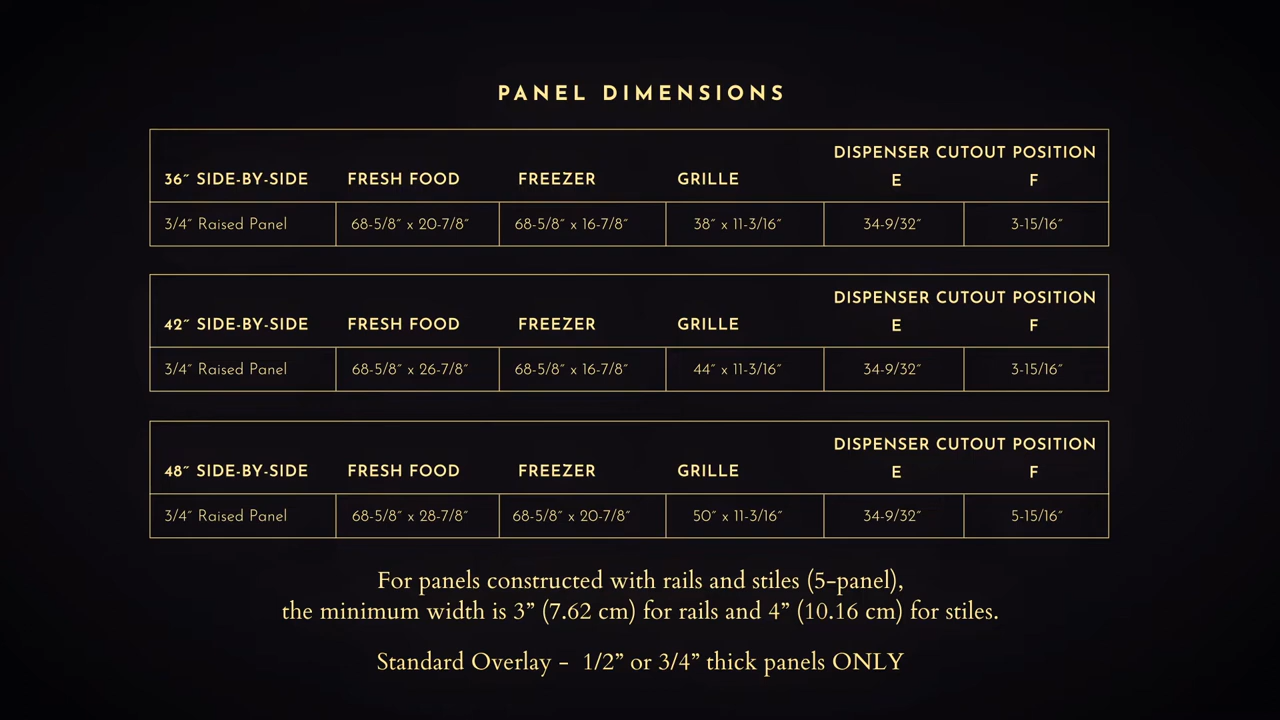 PANEL DIMENSIONS
DISPENSER CUTOUT POSITION
36″ SIDE-BY-SIDE FRESH FOOD FREEZER GRILLE E F
3/4″ Raised Panel 68-5/8″ x 20-7/8″ 68-5/8″ x 16-7/8″ 38″ x 11-3/16″ 34-9/32″ 3-15/16″
DISPENSER CUTOUT POSITION
42″ SIDE-BY-SIDE FRESH FOOD FREEZER GRILLE E F
3/4″ Raised Panel 68-5/8″ x 26-7/8″ 68-5/8″ x 16-7/8″ 44″ x 11-3/16″ 34-9/32″ 3-15/16″
DISPENSER CUTOUT POSITION
48″ SIDE-BY-SIDE FRESH FOOD FREEZER GRILLE E F
3/4″ Raised Panel 68-5/8″ x 28-7/8″ 68-5/8″ x 20-7/8″ 50″ x 11-3/16″ 34-9/32″ 5-15/16″
For panels constructed with rails and stiles (5-panel),
the minimum width is 3” (7.62 cm) for rails and 4” (10.16 cm) for stiles.
Standard Overlay - 1/2” or 3/4” thick panels ONLY